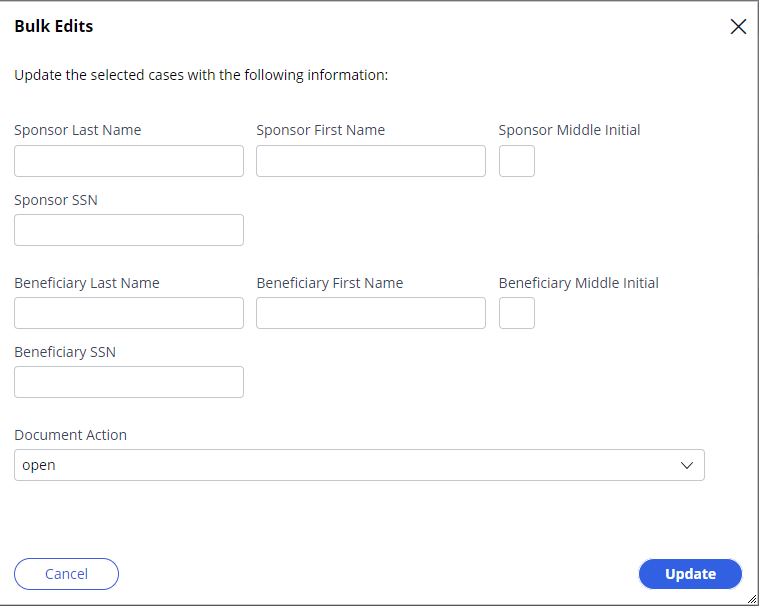 Bulk Edits
Update the selected cases with the following information:
Sponsor Last Name Sponsor First Name Sponsor Middle Initial
Sponsor SSN
Beneficiary Last Name Beneficiary First Name Beneficiary Middle Initial
Beneficiary SSN
Document Action
open
Cancel Update